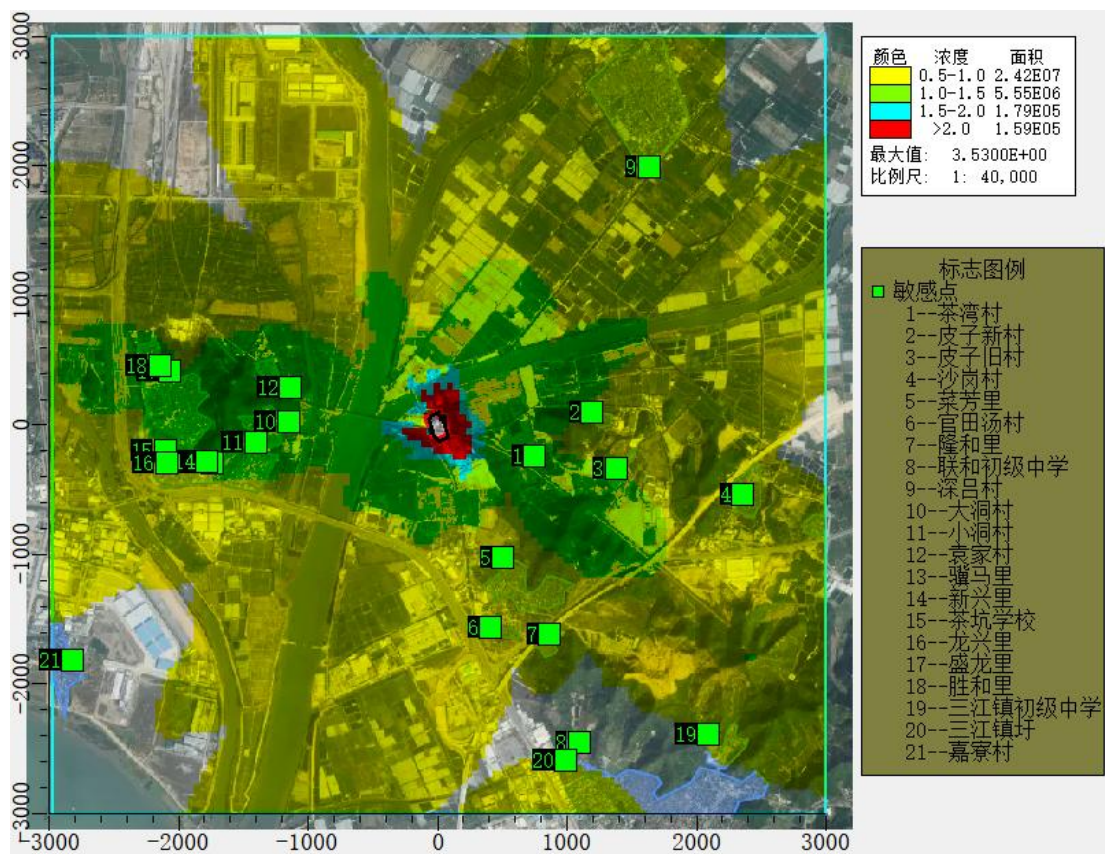 颜色 浓度 面积
0.5-1.0 2.42E07
1.0-1.5 5.55E06
1.5-2.0 1.79E05
>2.0 1.59E05
最大值: 3.5300E+00
比例尺: 1: 40,000
标志图例
敏感点
1--茶湾村
2--皮子新村
3--皮子旧村
4--沙岗村
5--菜芳里
6--官田汤村
7--隆和里
8--联和初级中学
9--深吕村
10--大洞村
11--小洞村
12--袁家村
13--骥马里
14--新兴里
15--茶坑学校
16--龙兴里
17--盛龙里
18--胜和里
19--三江镇初级中学
20--三江镇圩
21--嘉寮村
3000
2000
1000
0
-1000
-2000
-3000
-3000 -2000 -1000 0 1000 2000 3000
9
18
12
2
10
11
1
15
16
14
3
4
5
6
7
21
8
19
20